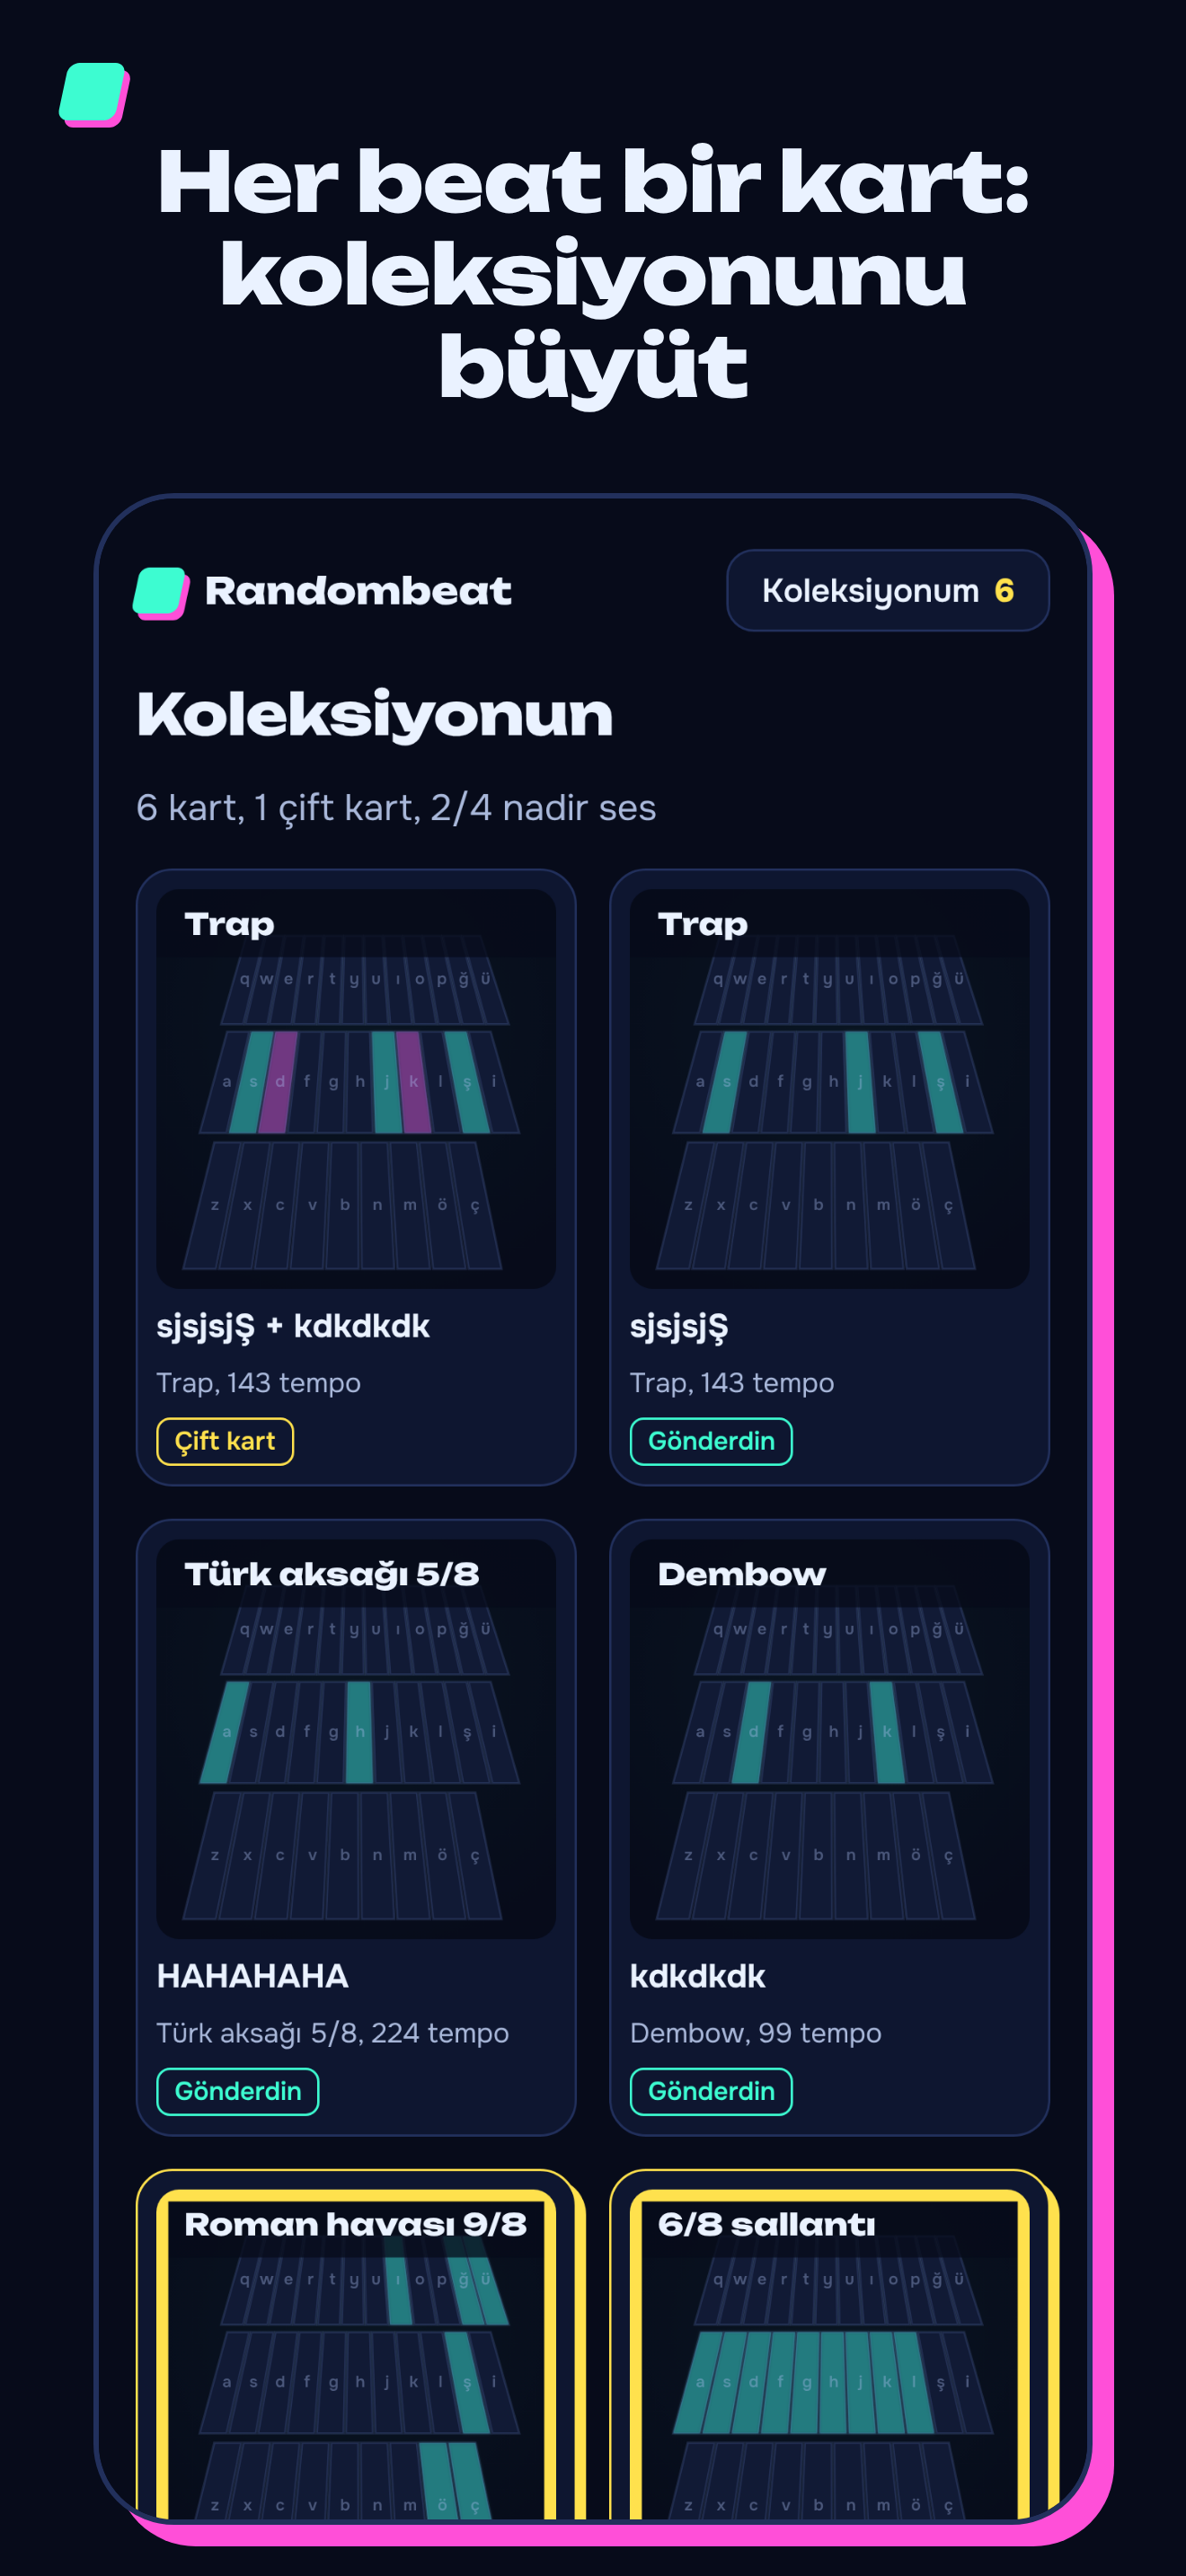 Her beat bir kart:
koleksiyonunu
büyüt
Randombeat
Koleksiyonum 6
Koleksiyonun
6 kart, 1 çift kart, 2/4 nadir ses
Trap
q w e r t y u ı o p ğ ü
a s d f g h j k l ş i
z x c v b n m ö ç
sjsjsjŞ + kdkdkdk
Trap, 143 tempo
Çift kart
Trap
q w e r t y u ı o p ğ ü
a s d f g h j k l ş i
z x c v b n m ö ç
sjsjsjŞ
Trap, 143 tempo
Gönderdin
Türk aksağı 5/8
q w e r t y u ı o p ğ ü
a s d f g h j k l ş i
z x c v b n m ö ç
HAHAHAHA
Türk aksağı 5/8, 224 tempo
Gönderdin
Dembow
q w e r t y u ı o p ğ ü
a s d f g h j k l ş i
z x c v b n m ö ç
kdkdkdk
Dembow, 99 tempo
Gönderdin
Roman havası 9/8
q w e r t y u ı o p ğ ü
a s d f g h j k l ş i
z x c v b n m ö ç
6/8 sallantı
q w e r t y u ı o p ğ ü
a s d f g h j k l ş i
z x c v b n m ö ç